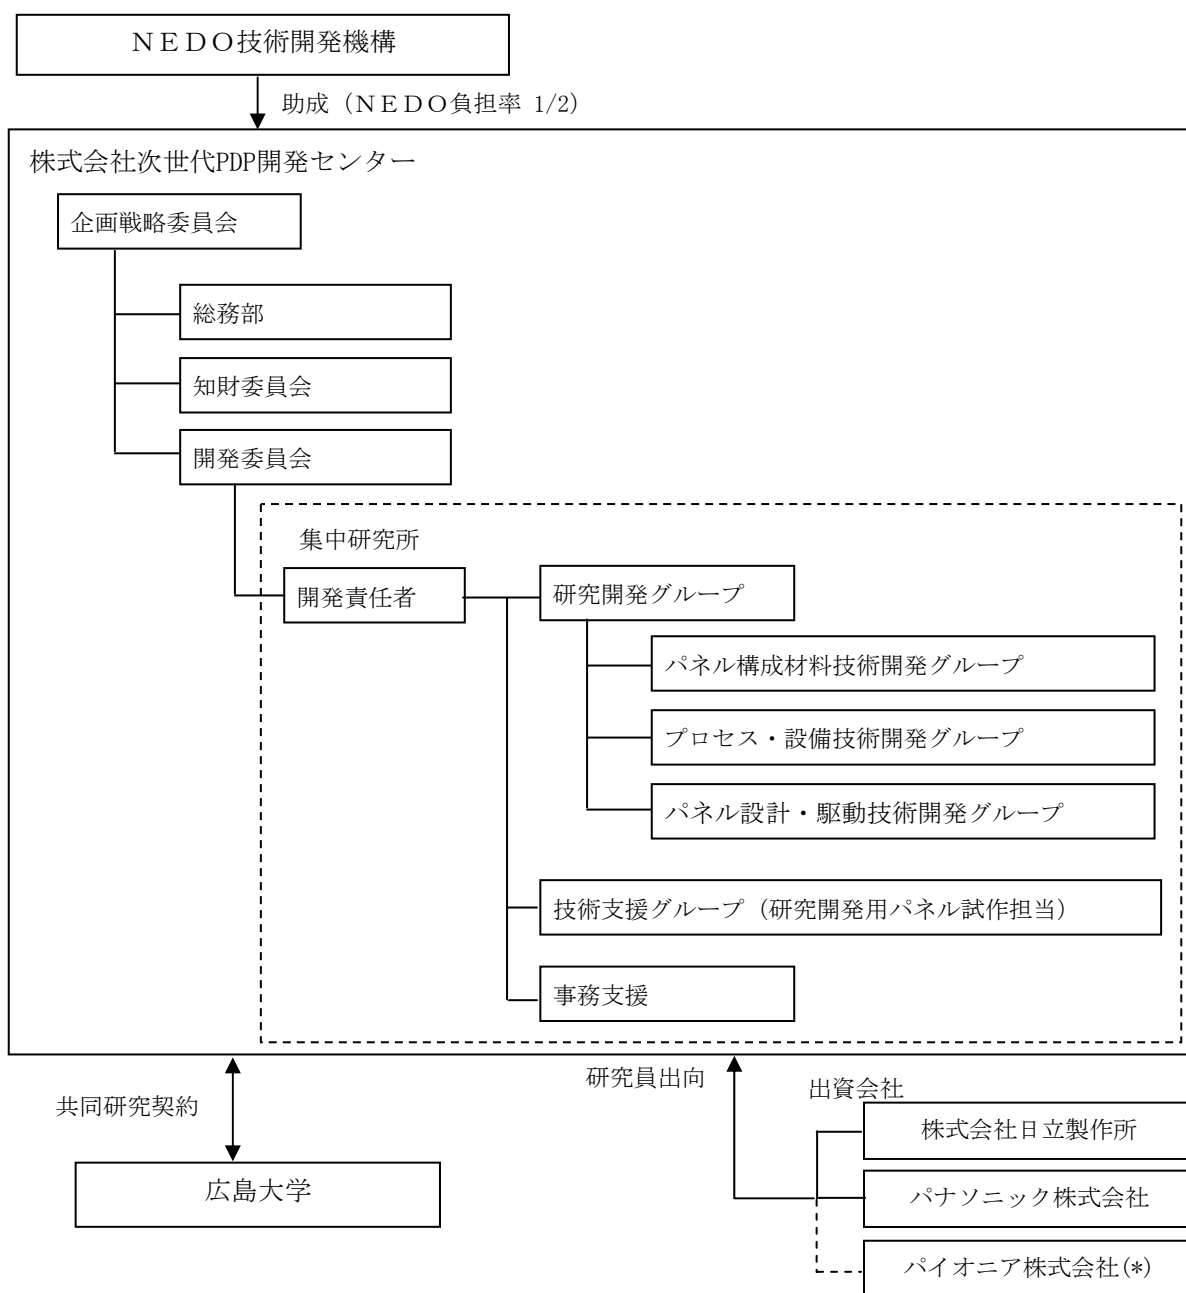 ＮＥＤＯ技術開発機構
助成（ＮＥＤＯ負担率 1/2）
株式会社次世代PDP開発センター
企画戦略委員会
総務部
知財委員会
開発委員会
集中研究所
開発責任者
研究開発グループ
パネル構成材料技術開発グループ
プロセス・設備技術開発グループ
パネル設計・駆動技術開発グループ
技術支援グループ（研究開発用パネル試作担当）
事務支援
共同研究契約
広島大学
研究員出向
出資会社
株式会社日立製作所
パナソニック株式会社
パイオニア株式会社(*)